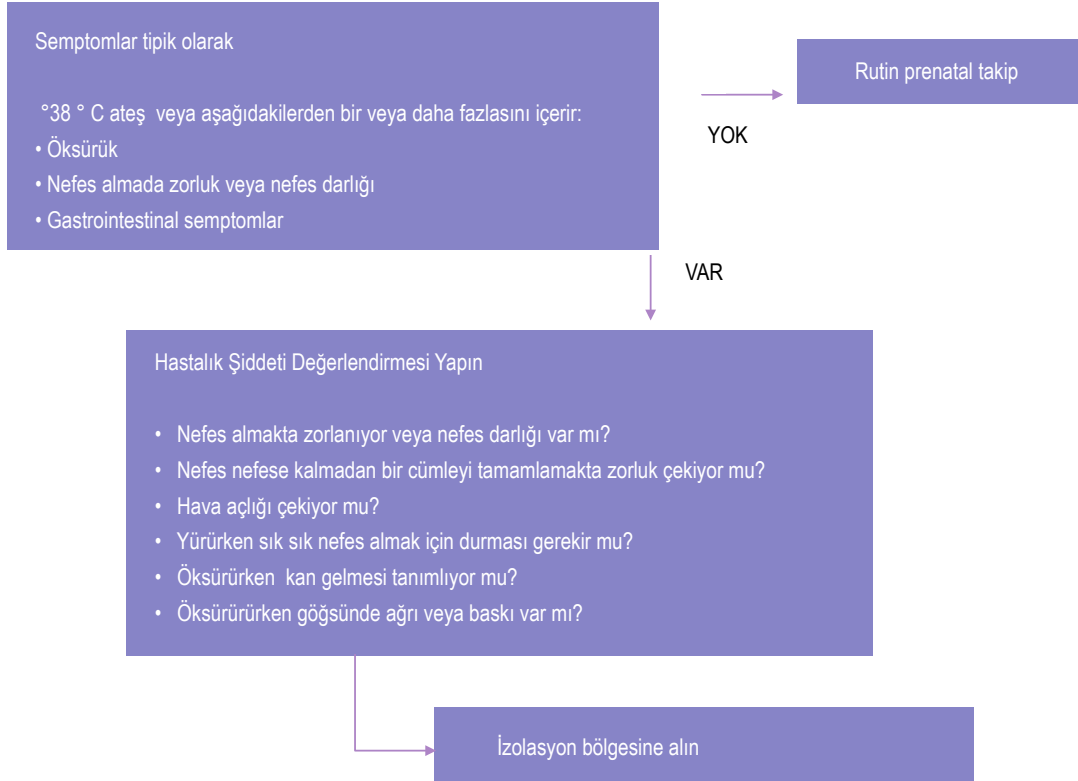 Semptomlar tipik olarak
°38 ° C ateş veya aşağıdakilerden bir veya daha fazlasını içerir:
• Öksürük
• Nefes almada zorluk veya nefes darlığı
• Gastrointestinal semptomlar
Rutin prenatal takip
YOK
VAR
Hastalık Şiddeti Değerlendirmesi Yapın
• Nefes almakta zorlanıyor veya nefes darlığı var mı?
• Nefes nefese kalmadan bir cümleyi tamamlamakta zorluk çekiyor mu?
• Hava açlığı çekiyor mu?
• Yürürken sık sık nefes almak için durması gerekir mu?
• Öksürürken kan gelmesi tanımlıyor mu?
• Öksürürürken göğsünde ağrı veya baskı var mı?
İzolasyon bölgesine alın